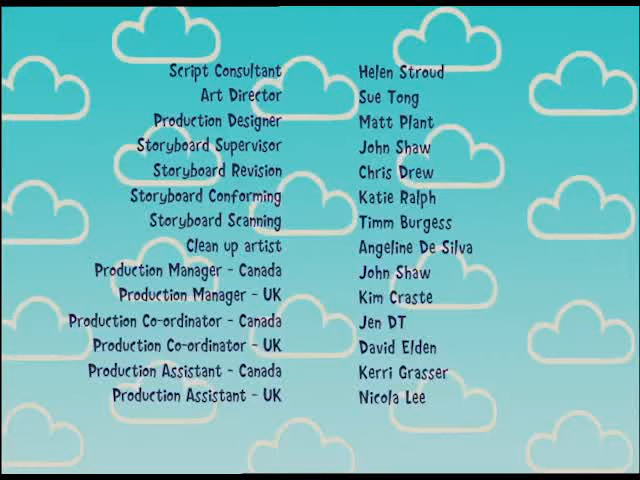 Script Consultant Helen Stroud
Art Director Sue Tong
Production Designer Matt Plant
Storyboard Supervisor John Shaw
Storyboard Revision Chris Drew
Storyboard Conforming Katie Ralph
Storyboard Scanning Timm Burgess
Clean up artist Angeline De Silva
Production Manager - Canada John Shaw
Production Manager - UK Kim Craste
Production Co-ordinator - Canada Jen DT
Production Co-ordinator - UK David Elden
Production Assistant - Canada Kerri Grasser
Production Assistant - UK Nicola Lee